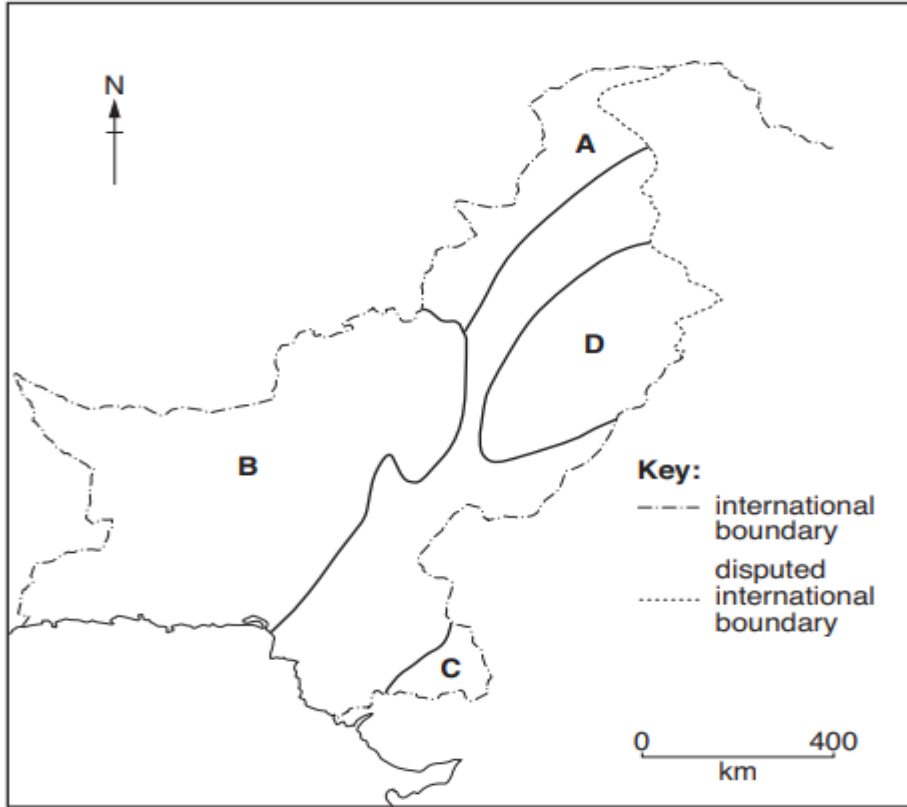 N
A
D
B
Key:
international
boundary
disputed
international
boundary
C
0 400
km